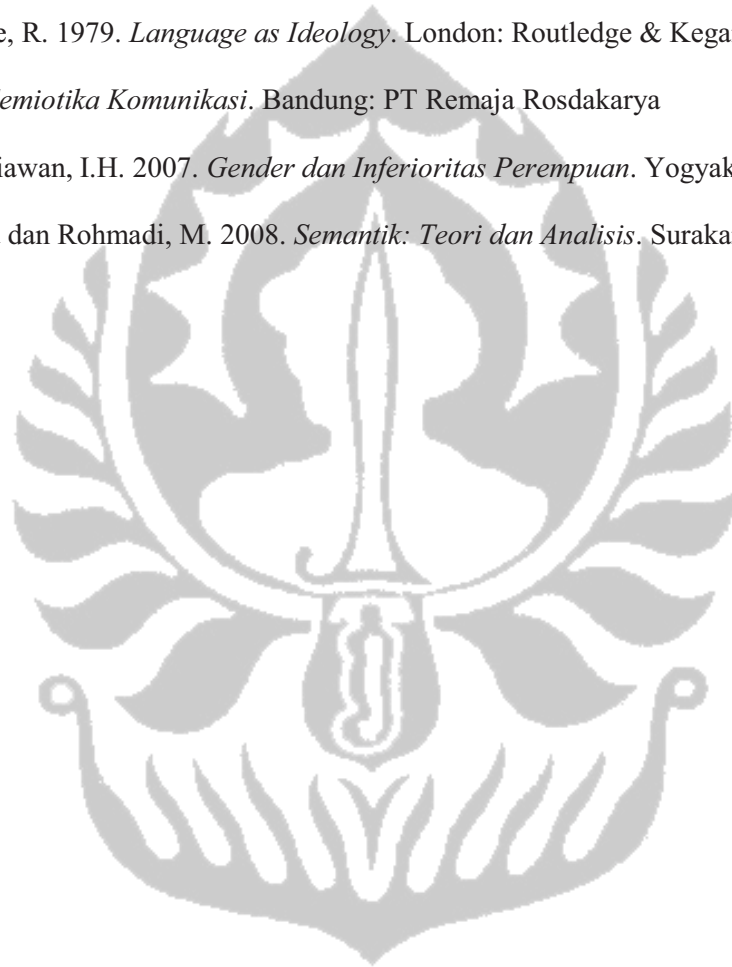 e, R. 1979. Language as Ideology. London: Routledge & Kega
emiotika Komunikasi. Bandung: PT Remaja Rosdakarya
iawan, I.H. 2007. Gender dan Inferioritas Perempuan. Yogyak
dan Rohmadi, M. 2008. Semantik: Teori dan Analisis. Suraka